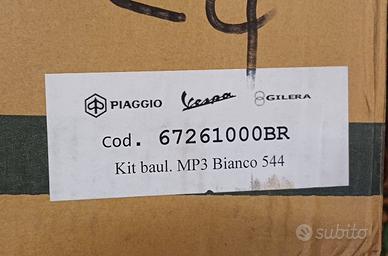 PIAGGIO Vespa GILERA
Cod. 67261000BR
Kit baul. MP3 Bianco 544
subito